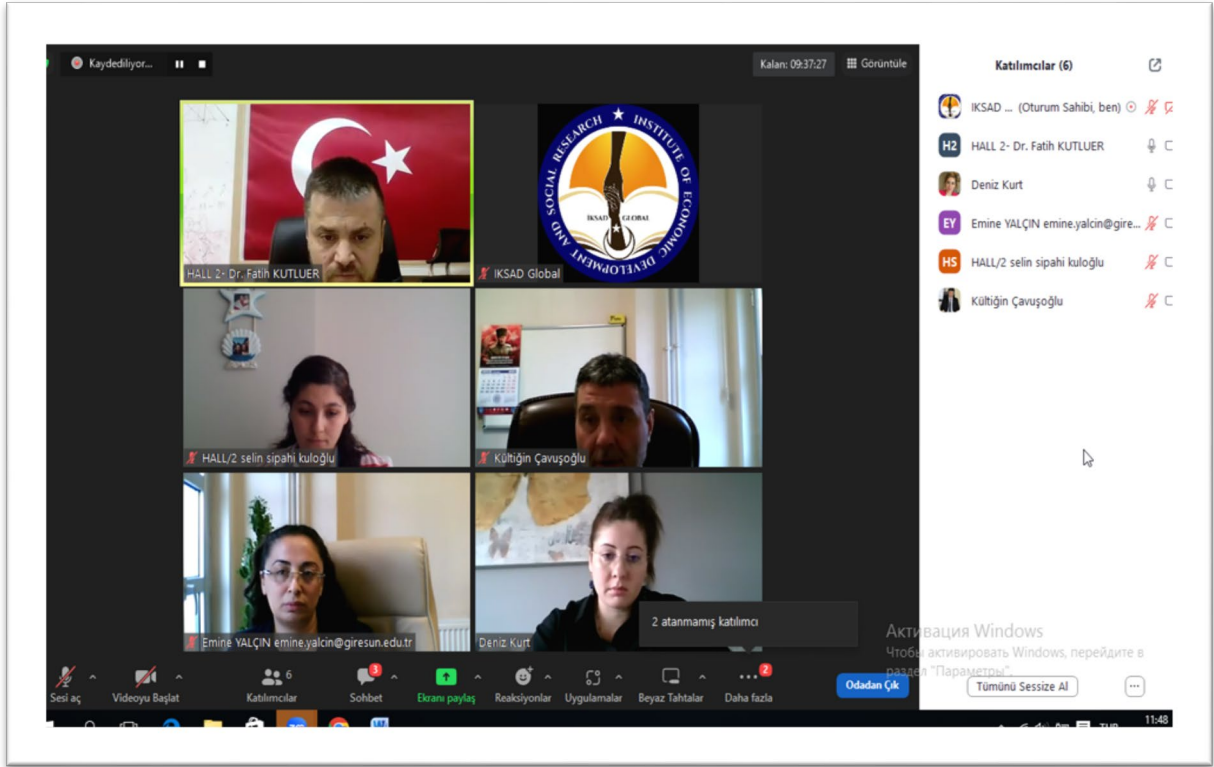 Kaydediliyor...
Kalan: 09:37:27
Görüntüle
HALL 2- Dr. Fatih KUTLUER
INSTITUTE OF ECONOMIC DEVELOPMENT AND SOCIAL RESEARCH
IKSAD GLOBAL
IKSAD Global
HALL/2 selin sipahi kuloğlu
Plan
Kültiğin Çavuşoğlu
Emine YALÇIN emine.yalcin@giresun.edu.tr
Deniz Kurt
2 atanmamış katılımcı
Sesi aç
Videoyu Başlat
6
Katılımcılar
3
Sohbet
Ekranı paylaş
Reaksiyonlar
Uygulamalar
Beyaz Tahtalar
2
Daha fazla
Odadan Çık
Katılımcılar (6)
IKSAD ... (Oturum Sahibi, ben)
H2 HALL 2- Dr. Fatih KUTLUER
Deniz Kurt
EY Emine YALÇIN emine.yalcin@gire...
HS HALL/2 selin sipahi kuloğlu
Kültiğin Çavuşoğlu
Активация Windows
Чтобы активировать Windows, перейдите в
раздел "Параметры".
Tümünü Sessize Al
TUR
11:48